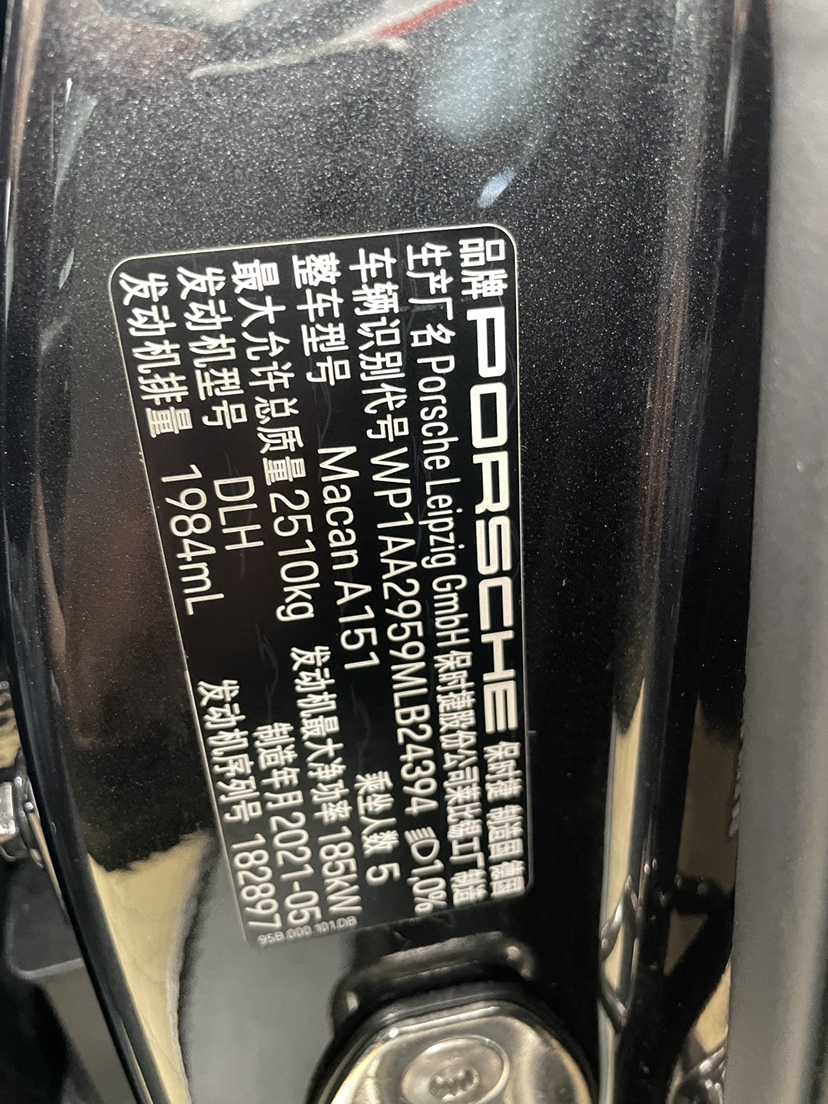 品牌 PORSCHE 保时捷 制造国 德国
生产厂名 Porsche Leipzig GmbH 保时捷股份公司莱比锡工厂制造
车辆识别代号 WP1AA2959MLB24394 1,0%
整车型号 Macan A151 乘坐人数 5
最大允许总质量 2510kg 发动机最大净功率 185kW
发动机型号 DLH 制造年月 2021-05
发动机排量 1984mL 发动机序列号 182897
95B.000.101.DB